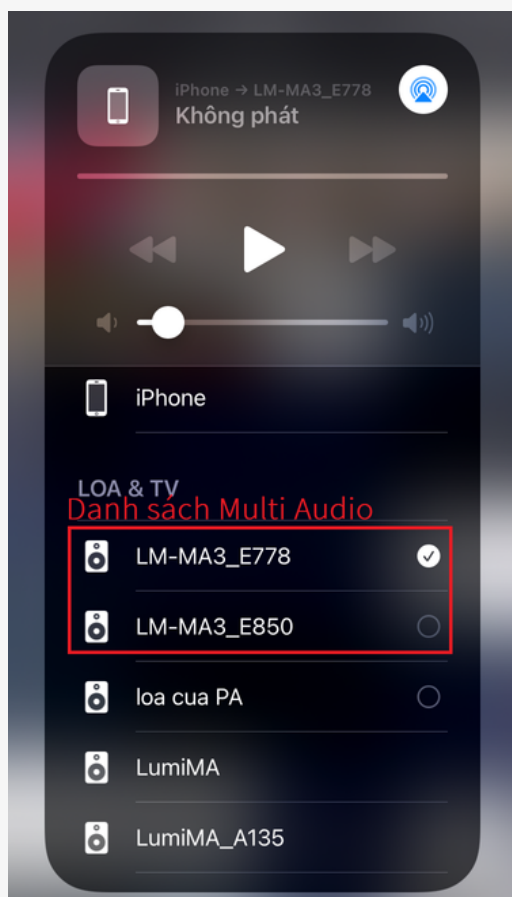 iPhone → LM-MA3_E778
Không phát
iPhone
LOA & TV
Danh sách Multi Audio
LM-MA3_E778
LM-MA3_E850
loa cua PA
LumiMA
LumiMA_A135